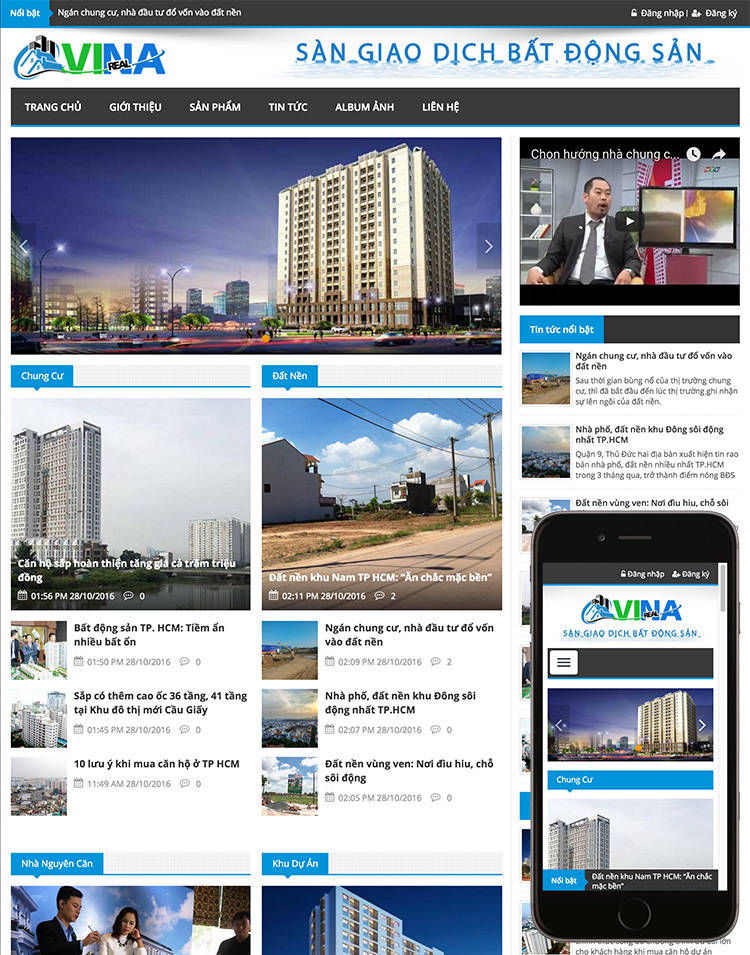 Nổi bật
Ngán chung cư, nhà đầu tư đổ vốn vào đất nền
Đăng nhập | Đăng ký
VINA
REAL
SÀN GIAO DỊCH BẤT ĐỘNG SẢN
TRANG CHỦ GIỚI THIỆU SẢN PHẨM TIN TỨC ALBUM ẢNH LIÊN HỆ
Chọn hướng nhà chung c...
HTV
Tin tức nổi bật
Ngán chung cư, nhà đầu tư đổ vốn vào
đất nền
Sau thời gian bùng nổ của thị trường chung
cư, thì đã bắt đầu đến lúc thị trường ghi nhận
sự lên ngôi của đất nền.
Nhà phố, đất nền khu Đông sôi động
nhất TP.HCM
Quận 9, Thủ Đức hai địa bàn xuất hiện tin rao
bán nhà phố, đất nền nhiều nhất TP.HCM
trong 3 tháng qua, trở thành điểm nóng BĐS
Đất nền vùng ven: Nơi đìu hiu, chỗ sôi
Chung Cư
Căn hộ sắp hoàn thiện tăng giá cả trăm triệu
đồng
01:56 PM 28/10/2016 0
Bất động sản TP. HCM: Tiềm ẩn
nhiều bất ổn
01:50 PM 28/10/2016 0
Sắp có thêm cao ốc 36 tầng, 41 tầng
tại Khu đô thị mới Cầu Giấy
01:45 PM 28/10/2016 0
10 lưu ý khi mua căn hộ ở TP HCM
11:49 AM 28/10/2016 0
Đất Nền
Đất nền khu Nam TP HCM: “Ăn chắc mặc bền”
02:11 PM 28/10/2016 2
Ngán chung cư, nhà đầu tư đổ vốn
vào đất nền
02:09 PM 28/10/2016 2
Nhà phố, đất nền khu Đông sôi
động nhất TP.HCM
02:07 PM 28/10/2016 0
Đất nền vùng ven: Nơi đìu hiu, chỗ
sôi động
02:05 PM 28/10/2016 0
Nhà Nguyên Căn
Khu Dự Án
Đăng nhập Đăng ký
VINA
REAL
SÀN GIAO DỊCH BẤT ĐỘNG SẢN
Chung Cư
Nổi bật
Đất nền khu Nam TP HCM: “Ăn chắc
mặc bền”
cho khách hàng khi mua căn hộ dự án